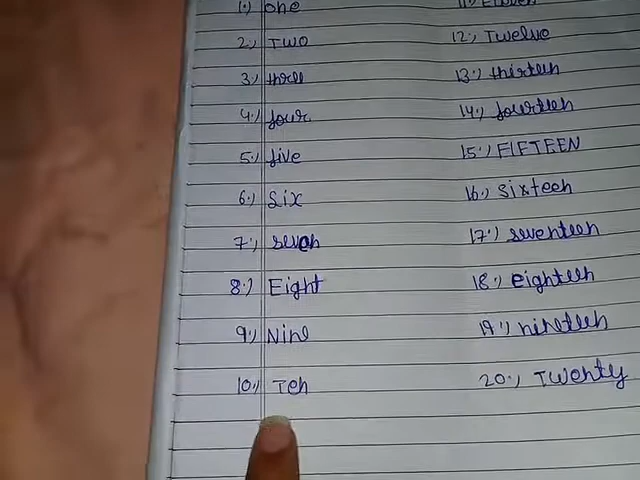 1.) one
2.) TWO
3.) three
4.) four
5.) five
6.) Six
7.) seven
8.) Eight
9.) Nine
10.) Ten
11.) Eleven
12.) Twelve
13.) thirteen
14.) fourteen
15.) FIFTEEN
16.) Sixteen
17.) seventeen
18.) eighteen
19.) nineteen
20.) Twenty